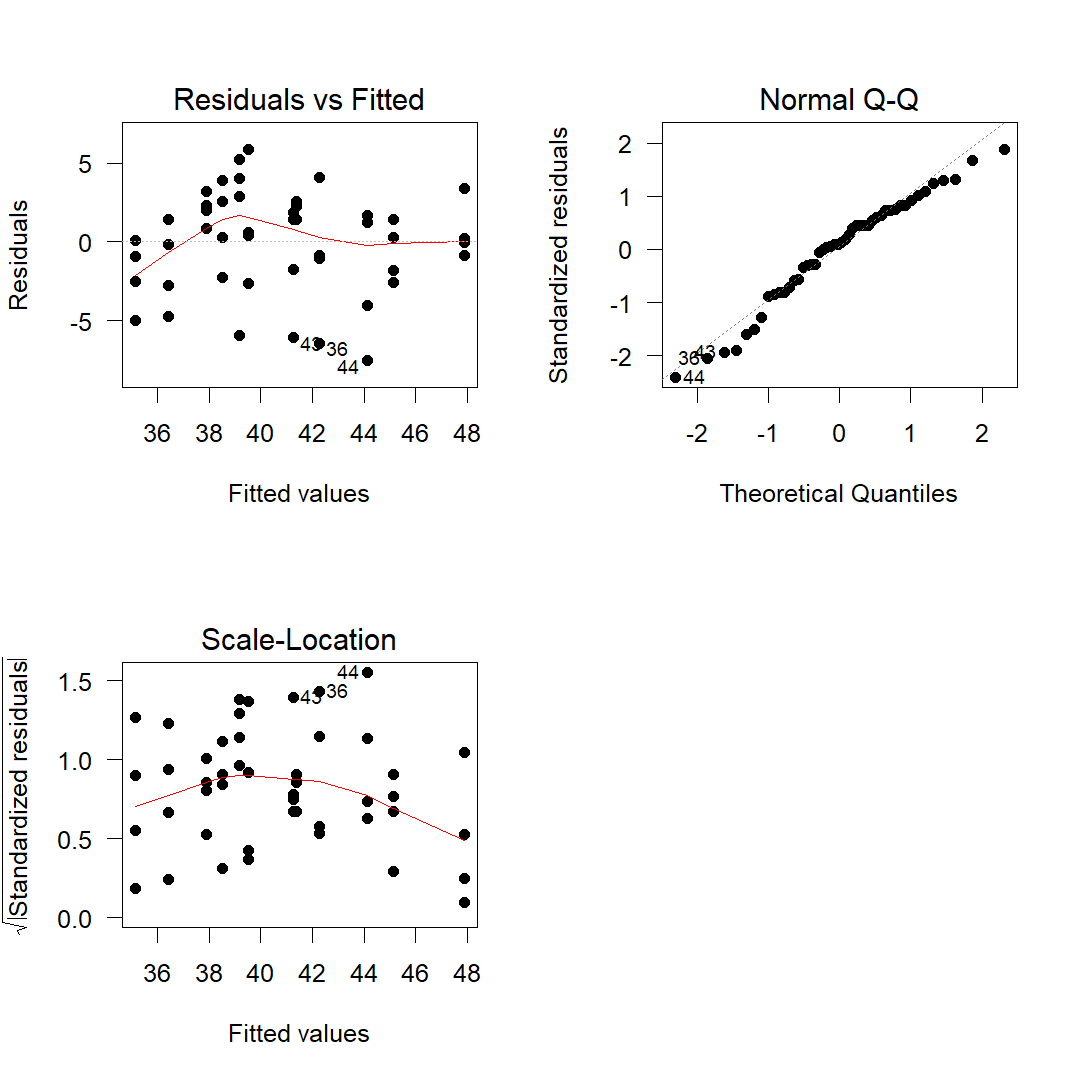 Residuals vs Fitted
Residuals
5
0
-5
43
36
44
36 38 40 42 44 46 48
Fitted values
Normal Q-Q
Standardized residuals
2
1
0
-1
-2
36
43
44
-2 -1 0 1 2
Theoretical Quantiles
Scale-Location
√|Standardized residuals|
1.5
1.0
0.5
0.0
44
43
36
36 38 40 42 44 46 48
Fitted values